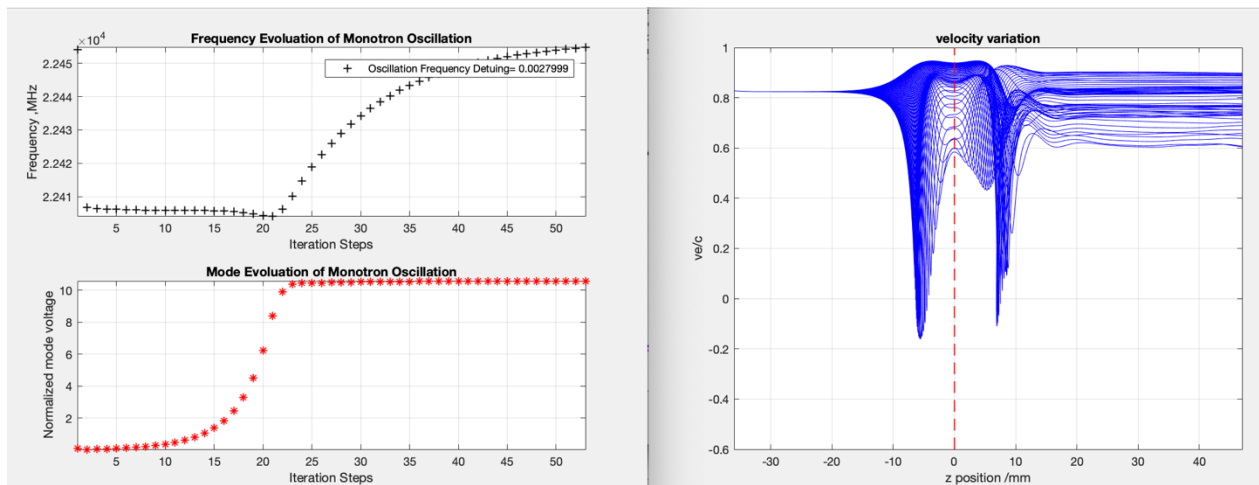 Frequency Evoluation of Monotron Oscillation
×10⁴
Oscillation Frequency Detuing= 0.0027999
Frequency ,MHz
2.245
2.244
2.243
2.242
2.241
5 10 15 20 25 30 35 40 45 50
Iteration Steps
Mode Evoluation of Monotron Oscillation
Normalized mode voltage
10
8
6
4
2
5 10 15 20 25 30 35 40 45 50
Iteration Steps
velocity variation
ve/c
1
0.8
0.6
0.4
0.2
0
-0.2
-0.4
-0.6
-30 -20 -10 0 10 20 30 40
z position /mm